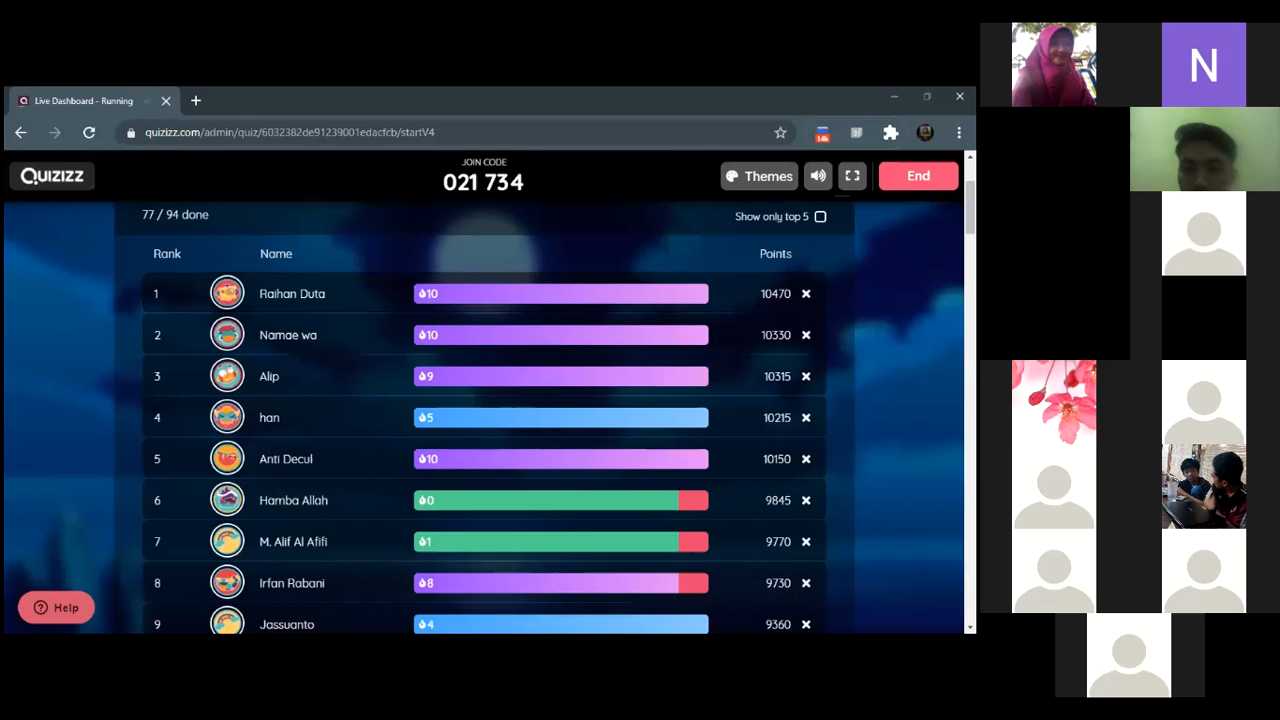 Live Dashboard - Running
quizizz.com/admin/quiz/6032382de91239001edacfcb/startV4
14h
Quizizz
JOIN CODE
021 734
Themes
End
77 / 94 done
Show only top 5
Rank Name Points
1 Raihan Duta 10 10470
2 Namae wa 10 10330
3 Alip 9 10315
4 han 5 10215
5 Anti Decul 10 10150
6 Hamba Allah 0 9845
7 M. Alif Al Afifi 1 9770
8 Irfan Rabani 8 9730
9 Jassuanto 4 9360
Help
N